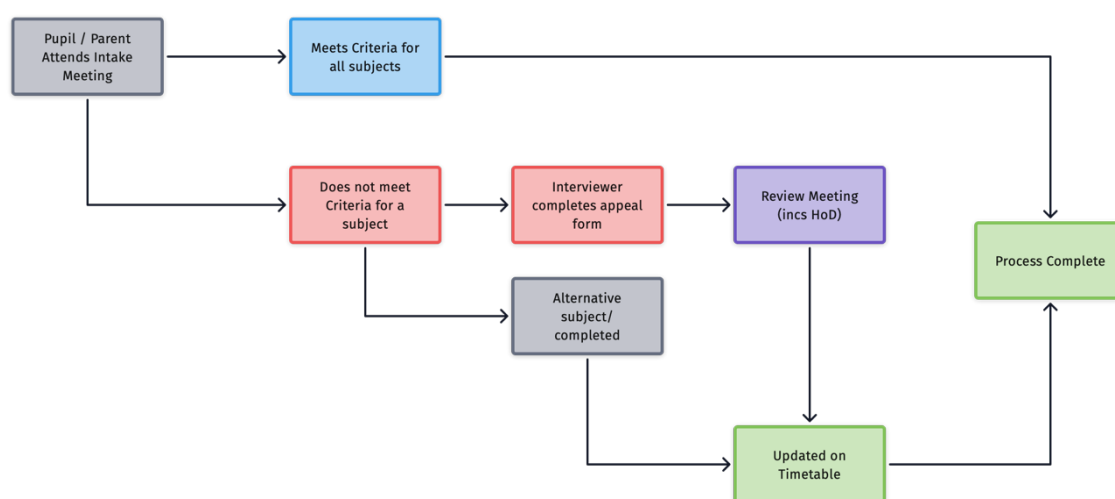 Pupil / Parent
Attends Intake
Meeting
Meets Criteria for
all subjects
Does not meet
Criteria for a
subject
Interviewer
completes appeal
form
Review Meeting
(incs HoD)
Process Complete
Alternative
subject/
completed
Updated on
Timetable